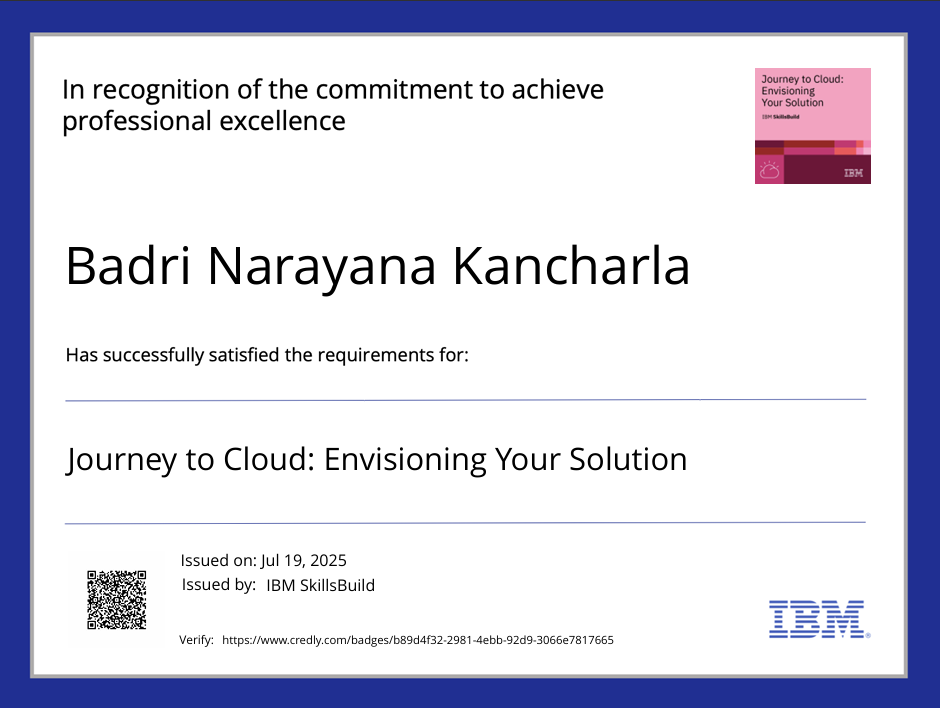 In recognition of the commitment to achieve
professional excellence
Journey to Cloud:
Envisioning
Your Solution
IBM SkillsBuild
IBM
Badri Narayana Kancharla
Has successfully satisfied the requirements for:
Journey to Cloud: Envisioning Your Solution
Issued on: Jul 19, 2025
Issued by: IBM SkillsBuild
Verify: https://www.credly.com/badges/b89d4f32-2981-4ebb-92d9-3066e7817665
IBM®